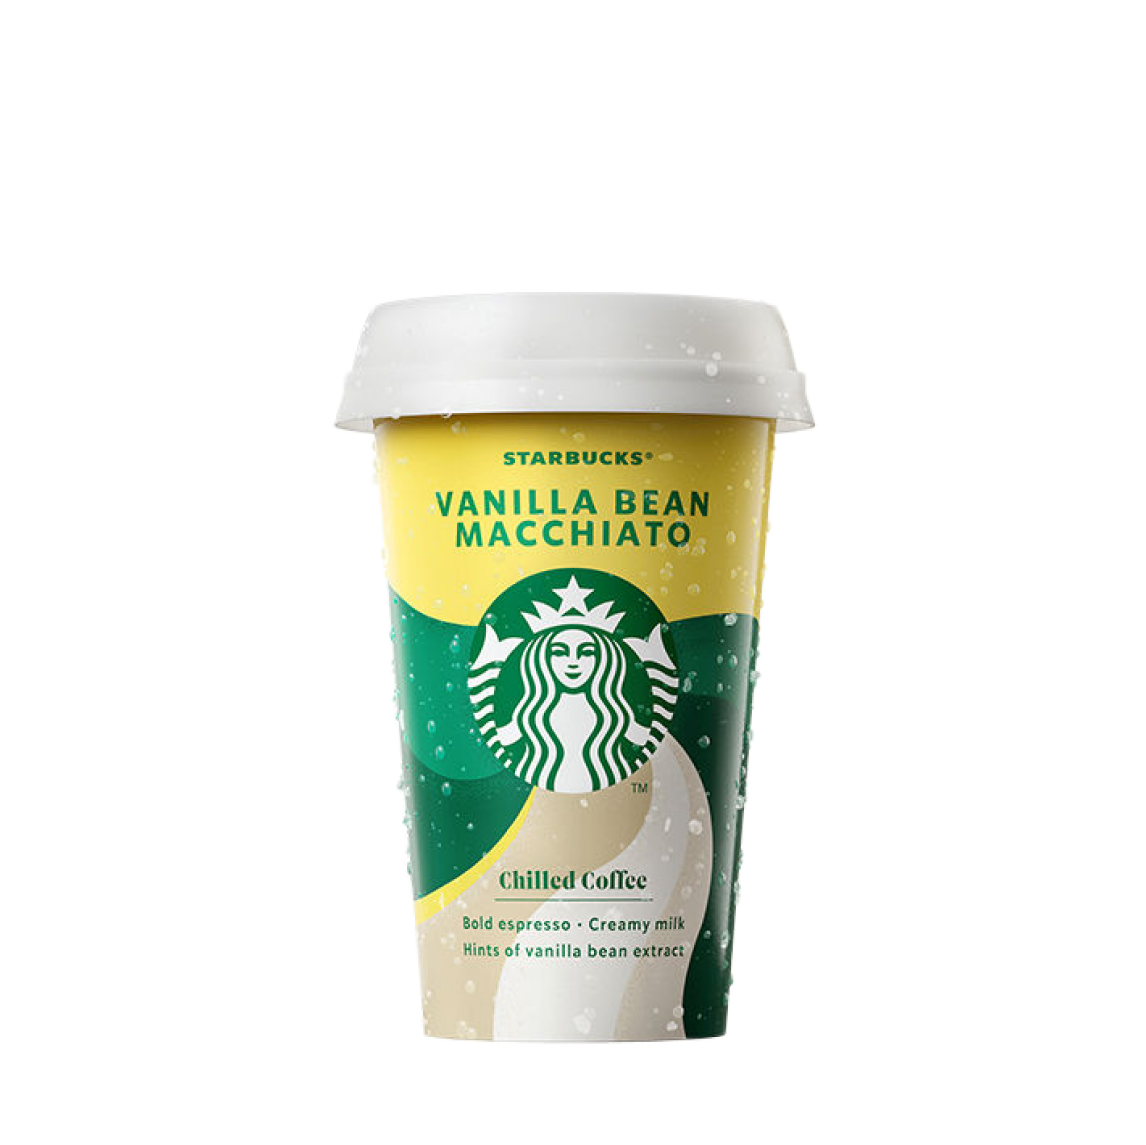 STARBUCKS®
VANILLA BEAN
MACCHIATO
TM
Chilled Coffee
Bold espresso · Creamy milk
Hints of vanilla bean extract